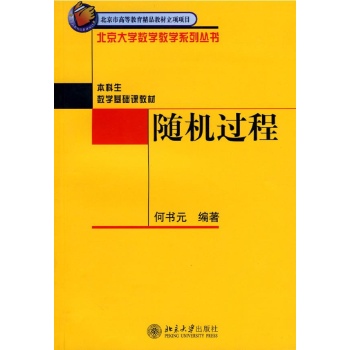 北京市高等教育精品教材立项项目
北京大学数学教学系列丛书
本科生
数学基础课教材
随机过程
何书元 编著
北京大学出版社
PEKING UNIVERSITY PRESS